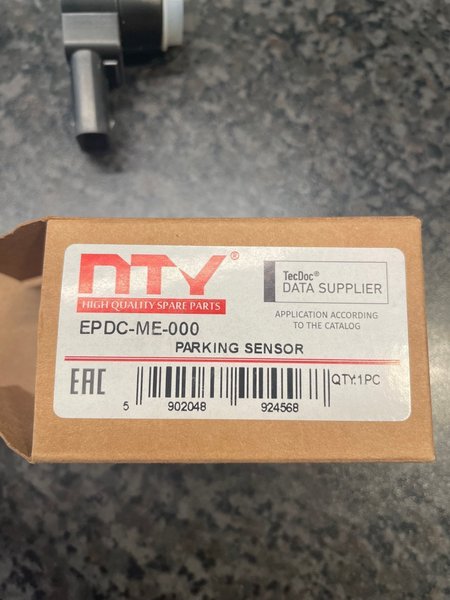 NTY®
HIGH QUALITY SPARE PARTS
TecDoc®
DATA SUPPLIER
APPLICATION ACCORDING
TO THE CATALOG
EPDC-ME-000
PARKING SENSOR
EAC
5 902048 924568
QTY:1PC